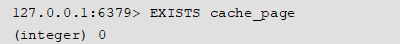 127.0.0.1:6379> EXISTS cache_page
(integer) 0